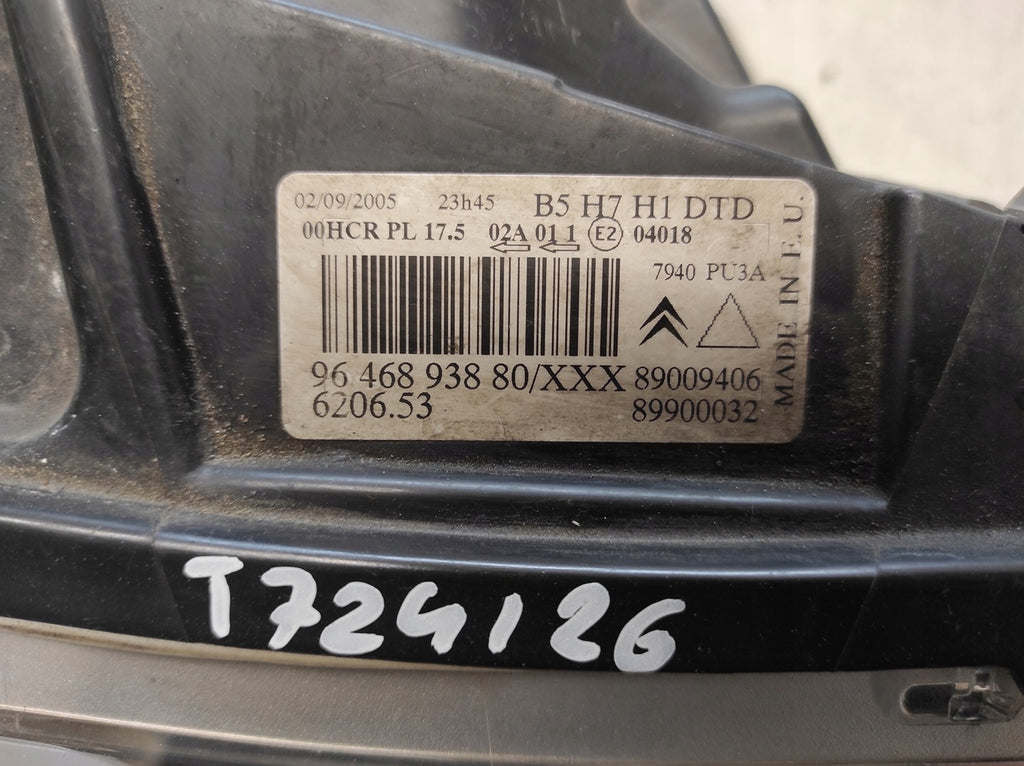 02/09/2005 23h45 B5 H7 H1 DTD
00HCR PL 17.5 02A 01 1 E2 04018
7940 PU3A
96 468 938 80/XXX 89009406
6206.53 89900032
MADE IN E.U.
T724126